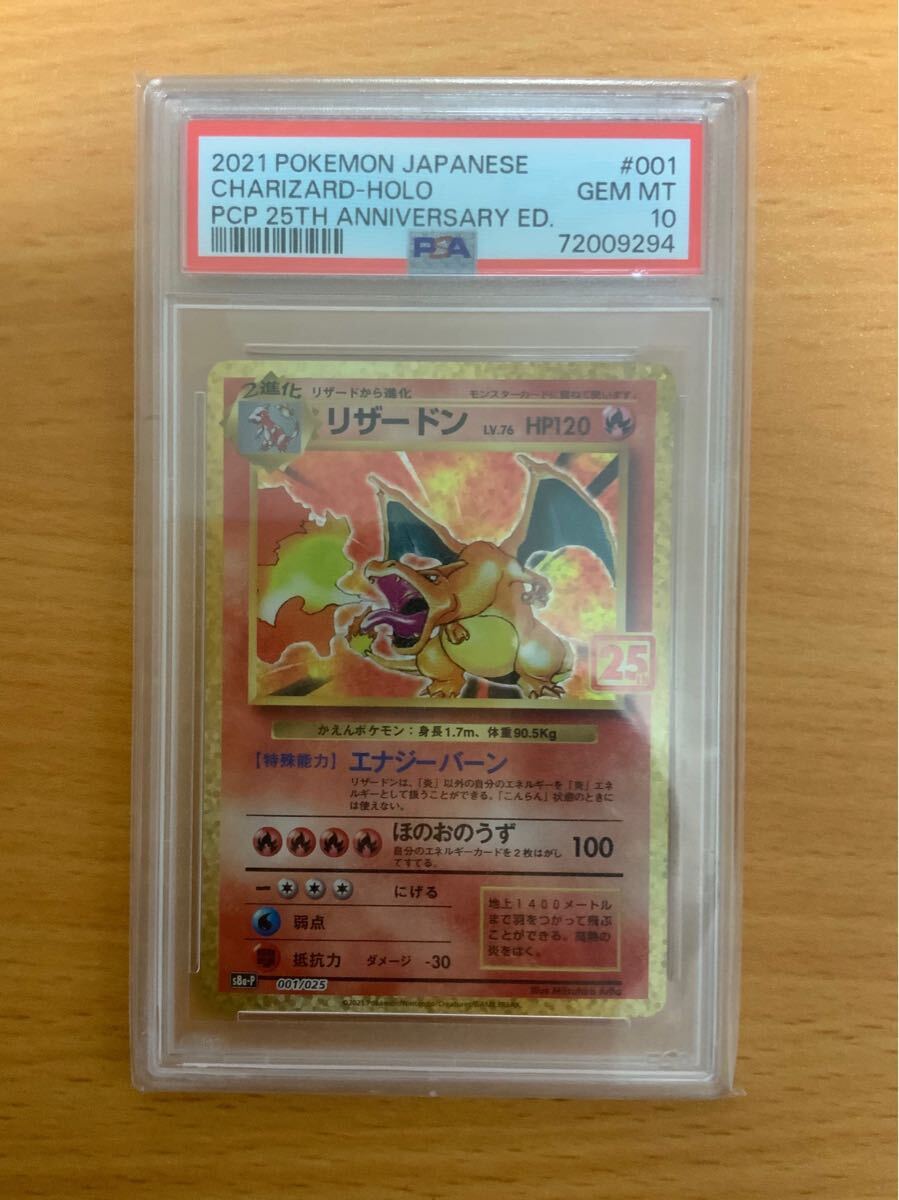 2021 POKEMON JAPANESE #001
CHARIZARD-HOLO GEM MT
PCP 25TH ANNIVERSARY ED. 10
PSA 72009294
2進化 リザードから進化 モンスターカードに重ねて使います。
リザードン LV.76 HP120
25
かえんポケモン：身長1.7m、体重90.5Kg
【特殊能力】エナジーバーン
リザードンは、「炎」以外の自分のエネルギーを「炎」エネ
ルギーとして扱うことができる。「こんらん」状態のときに
は使えない。
ほのおのうず 100
自分のエネルギーカードを2枚はがし
てすてる。
にげる
弱点
抵抗力 ダメージ -30
地上1400メートル
まで羽をつかって飛ぶ
ことができる。高熱の
炎をはく。
s8a-P 001/025
Illus. Mitsuhiro Arita
©2021 Pokémon/Nintendo/Creatures/GAME FREAK.